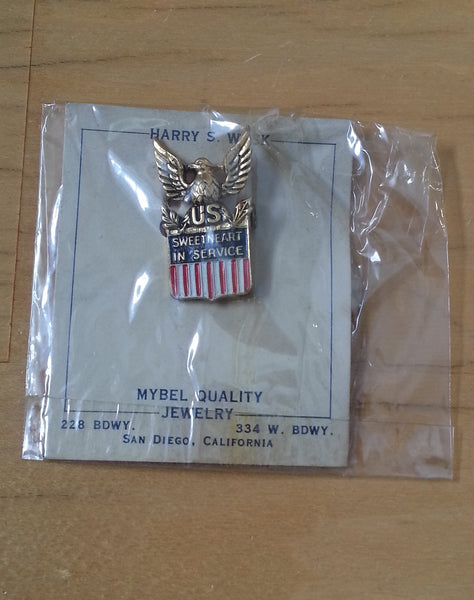 HARRY S.
US
SWEETHEART
IN SERVICE
MYBEL QUALITY
JEWELRY
228 BDWY. 334 W. BDWY.
SAN DIEGO, CALIFORNIA